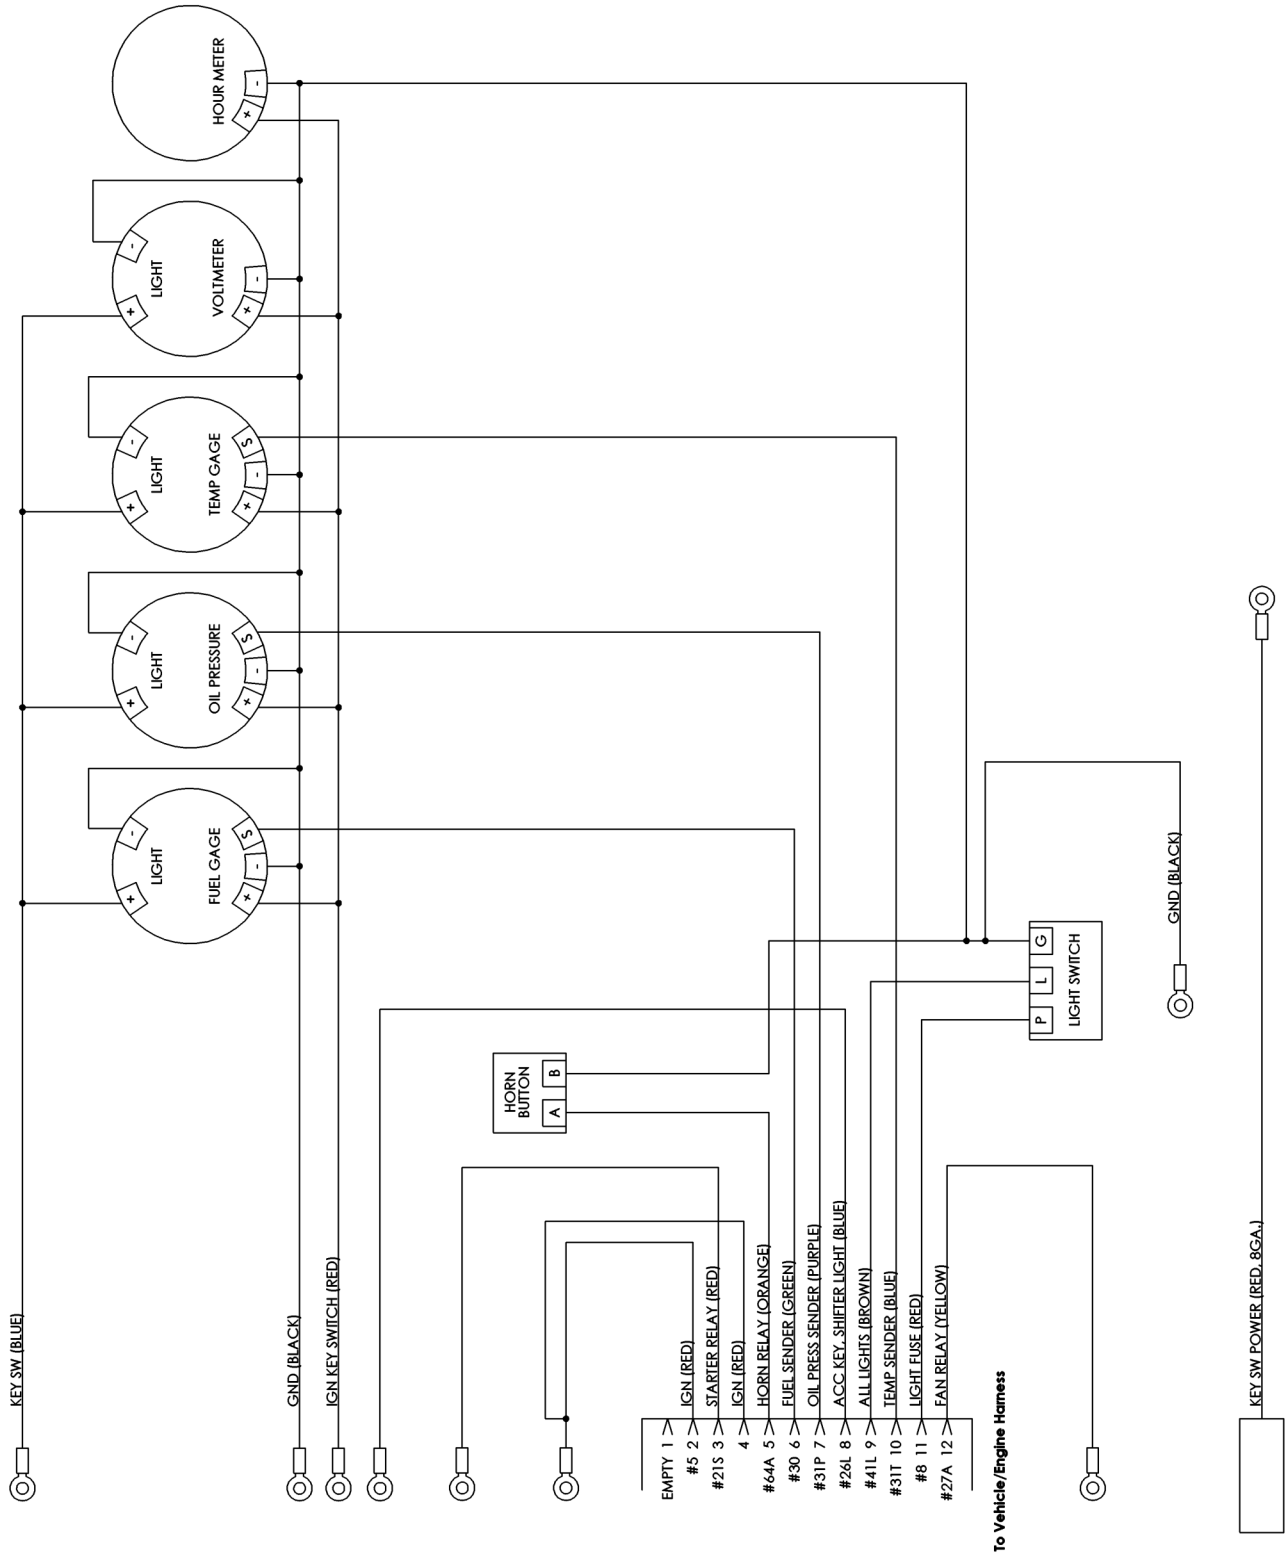 HOUR METER
-
+
LIGHT
VOLTMETER
-
+
-
+
LIGHT
TEMP GAGE
-
+
S
-
+
LIGHT
OIL PRESSURE
-
+
S
-
+
LIGHT
FUEL GAGE
-
+
S
-
+
KEY SW (BLUE)
GND (BLACK)
IGN KEY SWITCH (RED)
HORN
BUTTON
B
A
LIGHT SWITCH
G
L
P
GND (BLACK)
KEY SW POWER (RED, 8GA.)
EMPTY 1
#5 2 IGN (RED)
#21S 3 STARTER RELAY (RED)
4 IGN (RED)
#64A 5 HORN RELAY (ORANGE)
#30 6 FUEL SENDER (GREEN)
#31P 7 OIL PRESS SENDER (PURPLE)
#26L 8 ACC KEY, SHIFTER LIGHT (BLUE)
#41L 9 ALL LIGHTS (BROWN)
#31T 10 TEMP SENDER (BLUE)
#8 11 LIGHT FUSE (RED)
#27A 12 FAN RELAY (YELLOW)
To Vehicle/Engine Harness